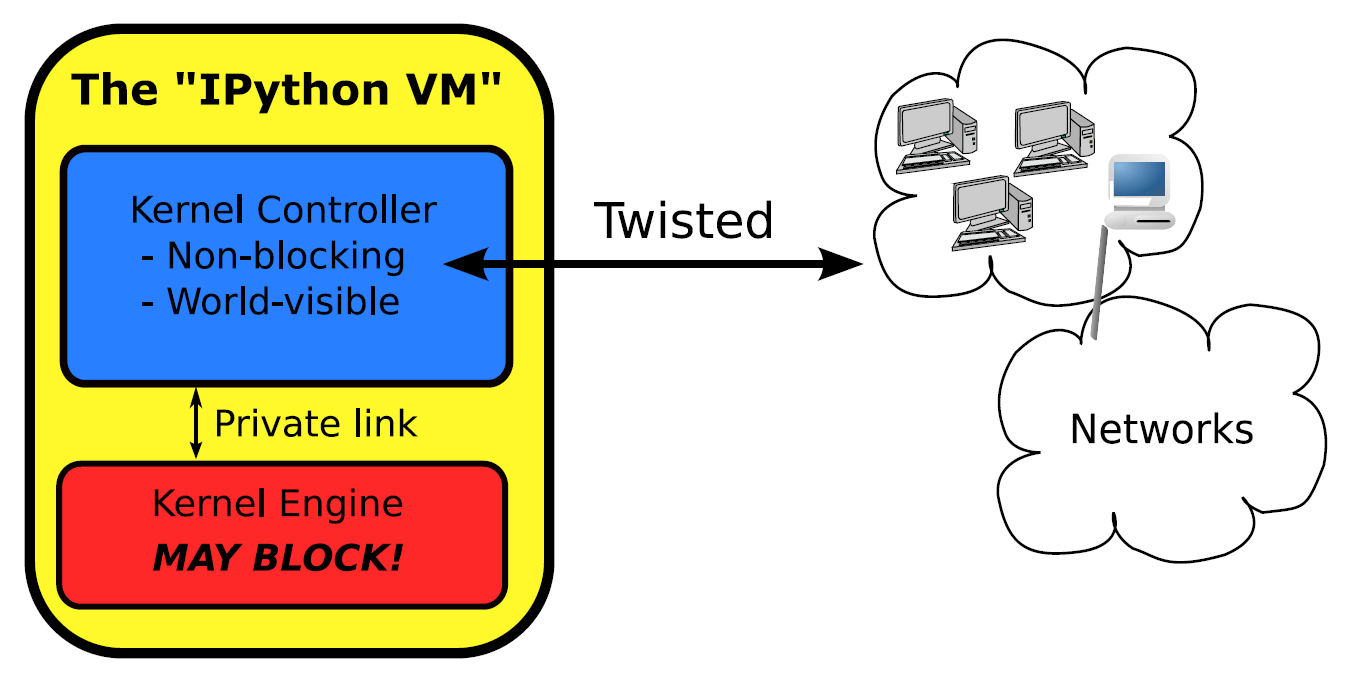 The "IPython VM"
Kernel Controller
- Non-blocking
- World-visible
Private link
Kernel Engine
MAY BLOCK!
Twisted
Networks